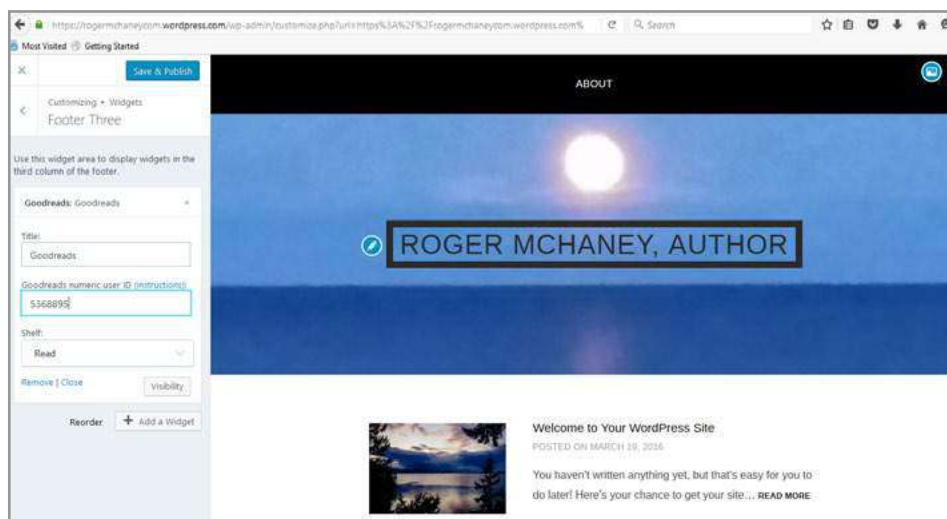 https://rogermchaneycom.wordpress.com/wp-admin/customize.php?url=https%3A%2F%2Frogermchaneycom.wordpress.com%
Search
Most Visited Getting Started
Save & Publish
ABOUT
Customizing • Widgets
Footer Three
Use this widget area to display widgets in the
third column of the footer.
Goodreads: Goodreads
Title:
Goodreads
Goodreads numeric user ID (instructions):
5368895
Shelf:
Read
Remove | Close
Visibility
Reorder
Add a Widget
ROGER MCHANEY, AUTHOR
Welcome to Your WordPress Site
POSTED ON MARCH 19, 2016
You haven't written anything yet, but that's easy for you to
do later! Here's your chance to get your site… READ MORE